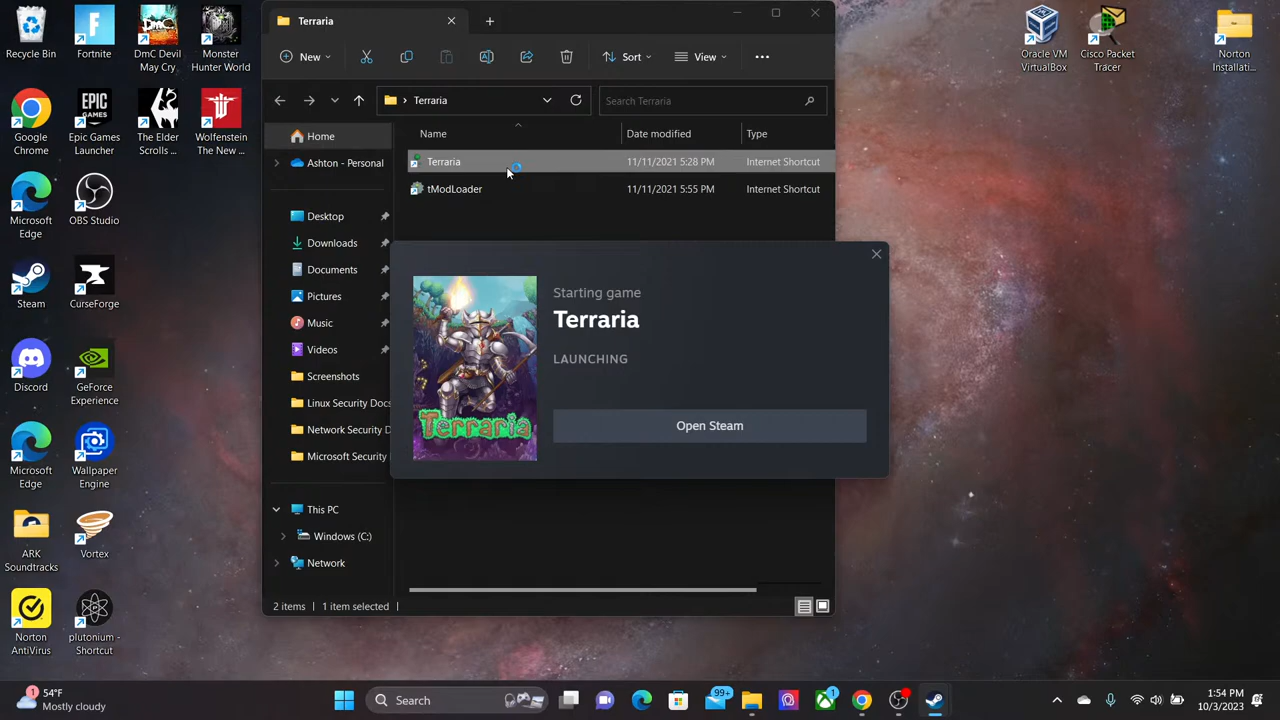 Terraria
New
Sort
View
Terraria
Search Terraria
Name
Date modified
Type
Home
Ashton - Personal
Desktop
Downloads
Documents
Pictures
Music
Videos
Screenshots
Linux Security Docs
Network Security D
Microsoft Security
This PC
Windows (C:)
Network
Terraria
11/11/2021 5:28 PM
Internet Shortcut
tModLoader
11/11/2021 5:55 PM
Internet Shortcut
Starting game
Terraria
LAUNCHING
Open Steam
Terraria
2 items
1 item selected
Recycle Bin
Fortnite
DmC Devil
May Cry
Monster
Hunter World
Google
Chrome
EPIC
GAMES
Epic Games
Launcher
The Elder
Scrolls ...
Wolfenstein
The New ...
Microsoft
Edge
OBS Studio
Steam
CurseForge
Discord
GeForce
Experience
Microsoft
Edge
Wallpaper
Engine
ARK
Soundtracks
Vortex
Norton
AntiVirus
plutonium -
Shortcut
Oracle VM
VirtualBox
Cisco Packet
Tracer
Norton
Installati...
1
54°F
Mostly cloudy
Search
99+
1
1:54 PM
10/3/2023